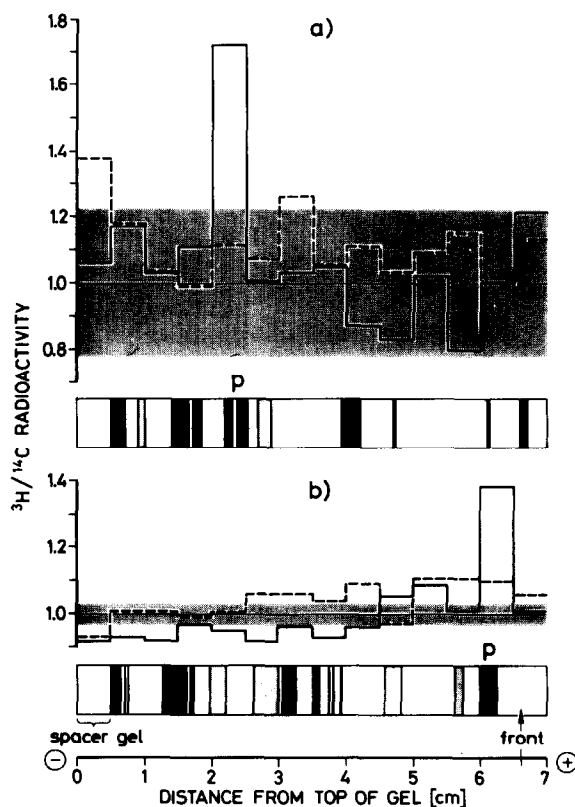 a)
1.8
1.6
1.4
1.2
1.0
0.8
p
³H/¹⁴C RADIOACTIVITY
b)
1.4
1.2
1.0
p
spacer gel
front
⊖ ⊕
0 1 2 3 4 5 6 7
DISTANCE FROM TOP OF GEL [cm]